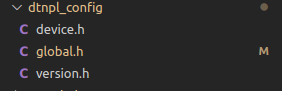 dtnpl_config
C device.h
C global.h M
C version.h